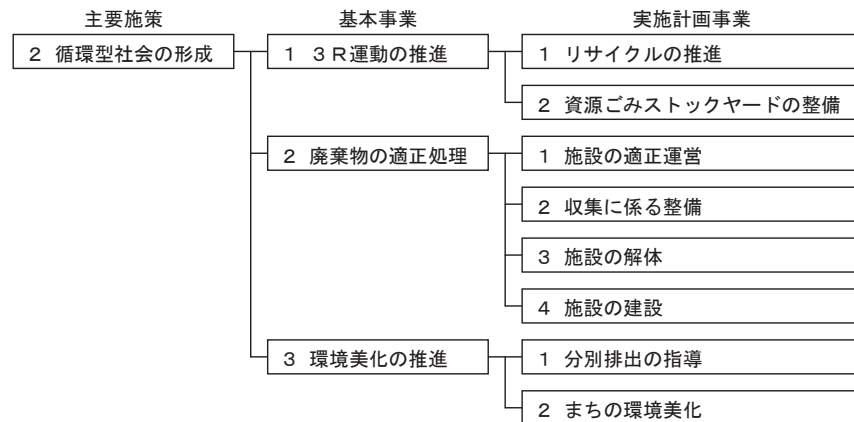 主要施策 基本事業 実施計画事業
2 循環型社会の形成 1 3R運動の推進 1 リサイクルの推進
2 資源ごみストックヤードの整備
2 廃棄物の適正処理 1 施設の適正運営
2 収集に係る整備
3 施設の解体
4 施設の建設
3 環境美化の推進 1 分別排出の指導
2 まちの環境美化